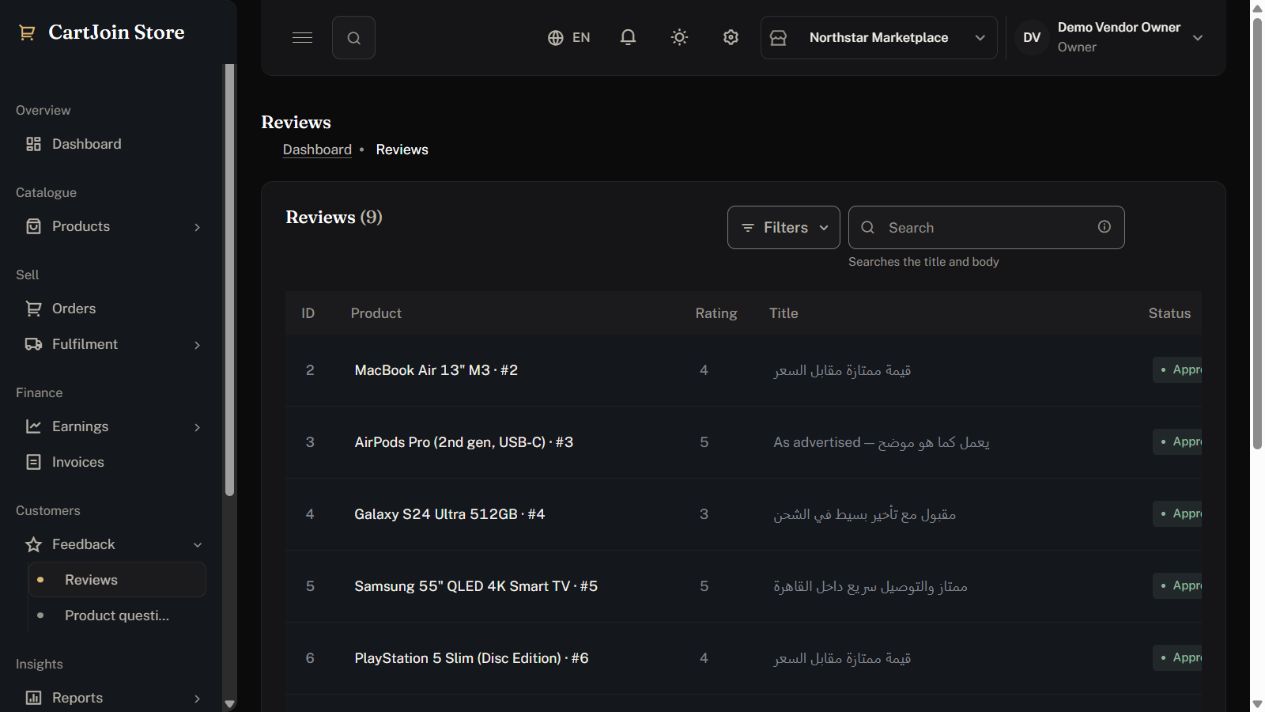 CartJoin Store
EN
Northstar Marketplace
DV
Demo Vendor Owner
Owner
Overview
Dashboard
Catalogue
Products
Sell
Orders
Fulfilment
Finance
Earnings
Invoices
Customers
Feedback
Reviews
Product questi...
Insights
Reports
Reviews
Dashboard • Reviews
Reviews (9)
Filters
Search
Searches the title and body
ID Product Rating Title Status
2 MacBook Air 13" M3 · #2 4 قيمة ممتازة مقابل السعر • Appr
3 AirPods Pro (2nd gen, USB-C) · #3 5 As advertised — يعمل كما هو موضح • Appr
4 Galaxy S24 Ultra 512GB · #4 3 مقبول مع تأخير بسيط في الشحن • Appr
5 Samsung 55" QLED 4K Smart TV · #5 5 ممتاز والتوصيل سريع داخل القاهرة • Appr
6 PlayStation 5 Slim (Disc Edition) · #6 4 قيمة ممتازة مقابل السعر • Appr